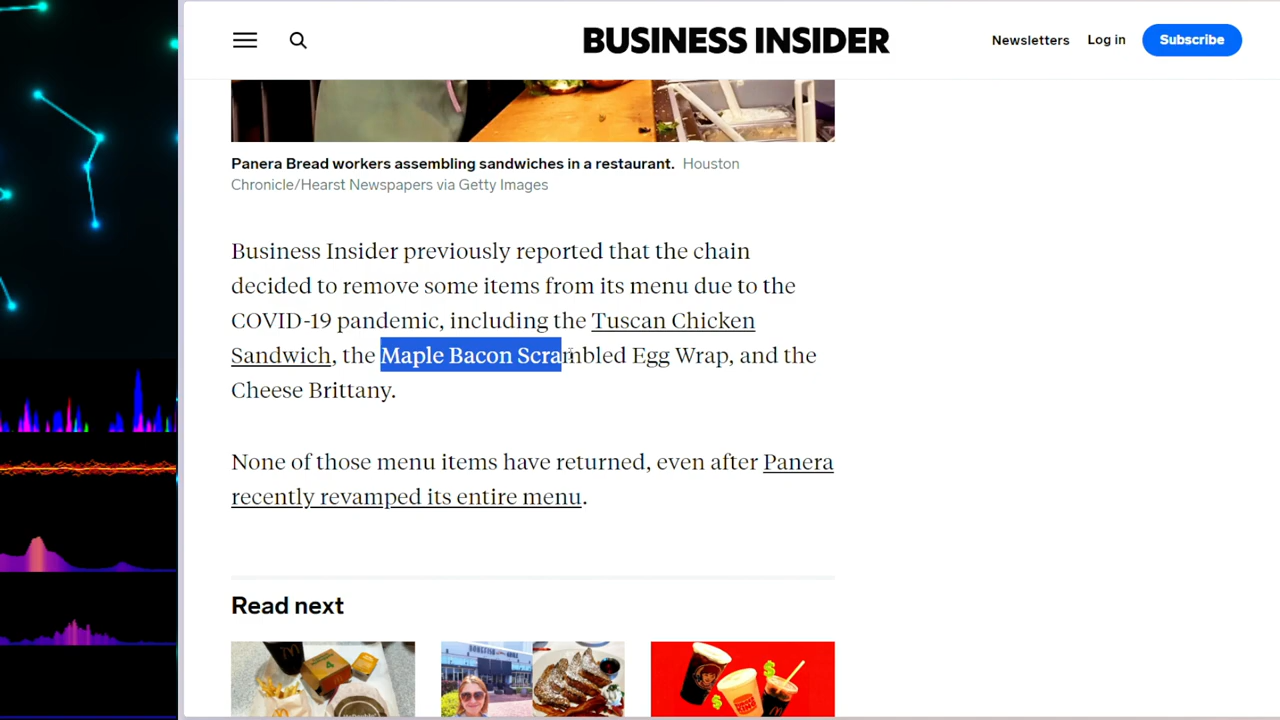 BUSINESS INSIDER
Newsletters Log in Subscribe
Panera Bread workers assembling sandwiches in a restaurant. Houston
Chronicle/Hearst Newspapers via Getty Images
Business Insider previously reported that the chain
decided to remove some items from its menu due to the
COVID-19 pandemic, including the Tuscan Chicken
Sandwich, the Maple Bacon Scrambled Egg Wrap, and the
Cheese Brittany.
None of those menu items have returned, even after Panera
recently revamped its entire menu.
Read next